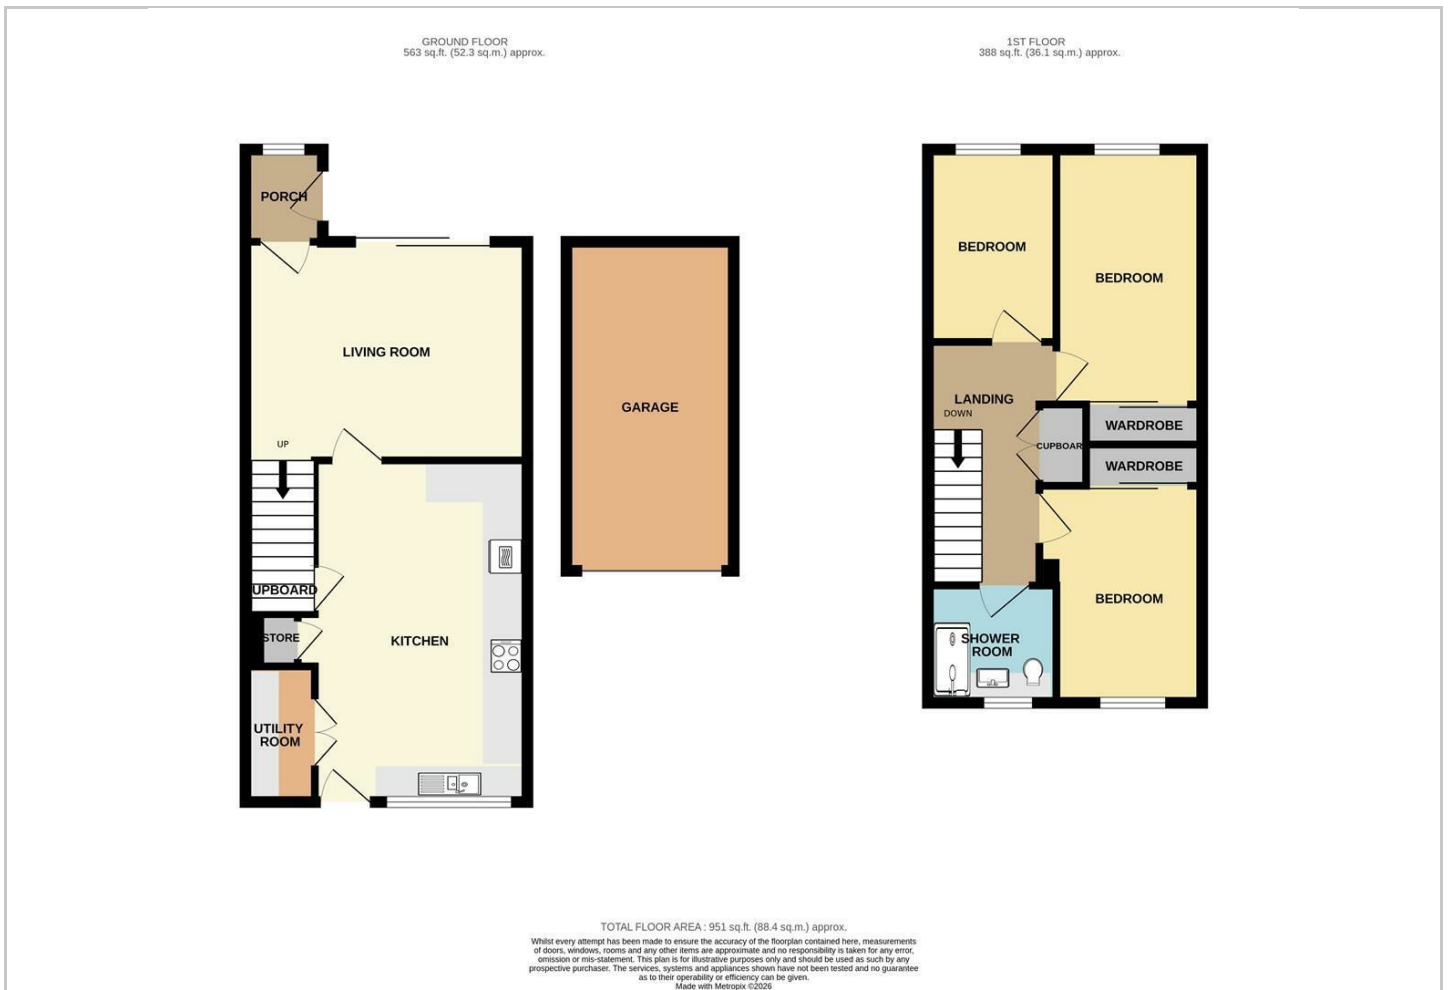 GROUND FLOOR
563 sq.ft. (52.3 sq.m.) approx.
1ST FLOOR
388 sq.ft. (36.1 sq.m.) approx.
PORCH
LIVING ROOM
UP
UPBOARD
STORE
KITCHEN
UTILITY
ROOM
GARAGE
BEDROOM
BEDROOM
LANDING
DOWN
CUPBOAR
WARDROBE
WARDROBE
BEDROOM
SHOWER
ROOM
TOTAL FLOOR AREA : 951 sq.ft. (88.4 sq.m.) approx.
Whilst every attempt has been made to ensure the accuracy of the floorplan contained here, measurements
of doors, windows, rooms and any other items are approximate and no responsibility is taken for any error,
omission or mis-statement. This plan is for illustrative purposes only and should be used as such by any
prospective purchaser. The services, systems and appliances shown have not been tested and no guarantee
as to their operability or efficiency can be given.
Made with Metropix ©2026